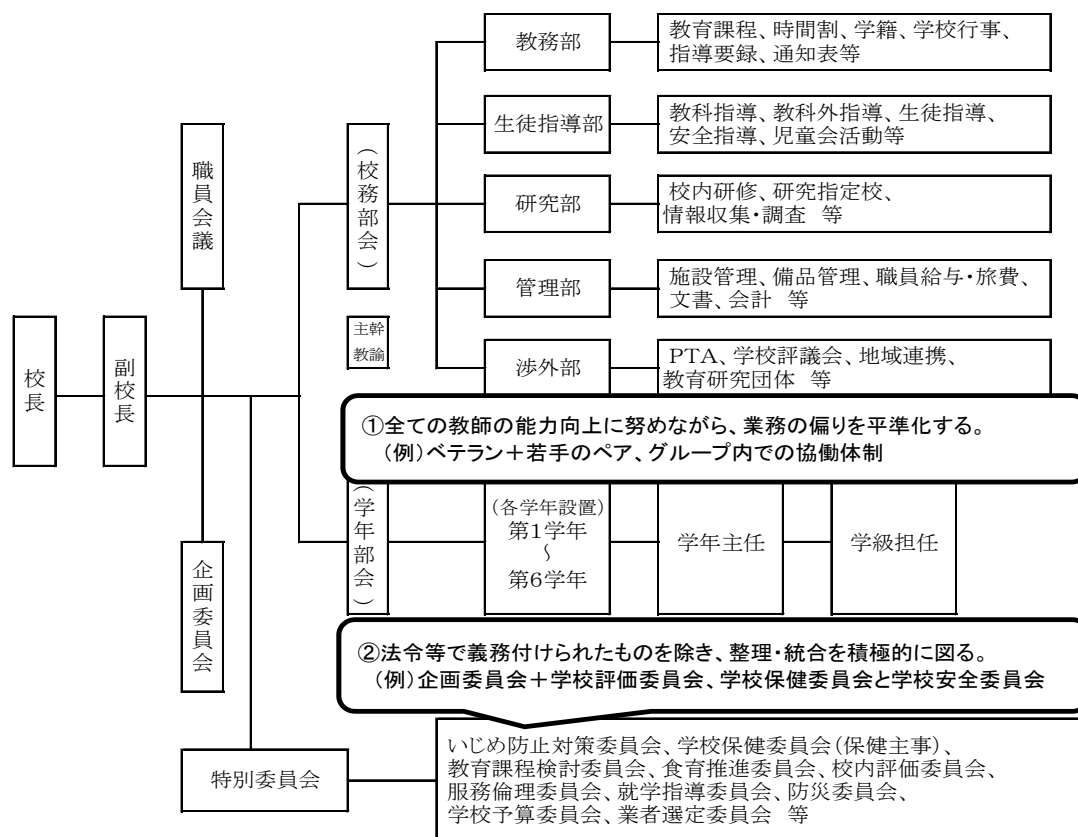 校長
副校長
職員会議
企画委員会
特別委員会
(校務部会)
主幹
教諭
(学年部会)
教務部
教育課程、時間割、学籍、学校行事、
指導要録、通知表等
生徒指導部
教科指導、教科外指導、生徒指導、
安全指導、児童会活動等
研究部
校内研修、研究指定校、
情報収集・調査 等
管理部
施設管理、備品管理、職員給与・旅費、
文書、会計 等
渉外部
PTA、学校評議会、地域連携、
教育研究団体 等
①全ての教師の能力向上に努めながら、業務の偏りを平準化する。
(例)ベテラン+若手のペア、グループ内での協働体制
(各学年設置)
第1学年
~
第6学年
学年主任
学級担任
②法令等で義務付けられたものを除き、整理・統合を積極的に図る。
(例)企画委員会+学校評価委員会、学校保健委員会と学校安全委員会
いじめ防止対策委員会、学校保健委員会(保健主事)、
教育課程検討委員会、食育推進委員会、校内評価委員会、
服務倫理委員会、就学指導委員会、防災委員会、
学校予算委員会、業者選定委員会 等